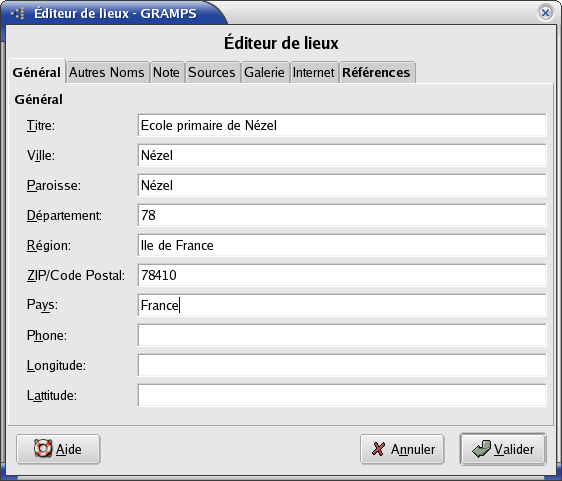 Éditeur de lieux - GRAMPS
Éditeur de lieux
Général Autres Noms Note Sources Galerie Internet Références
Général
Titre: Ecole primaire de Nézel
Ville: Nézel
Paroisse: Nézel
Département: 78
Région: Ile de France
ZIP/Code Postal: 78410
Pays: France
Phone:
Longitude:
Lattitude:
Aide Annuler Valider